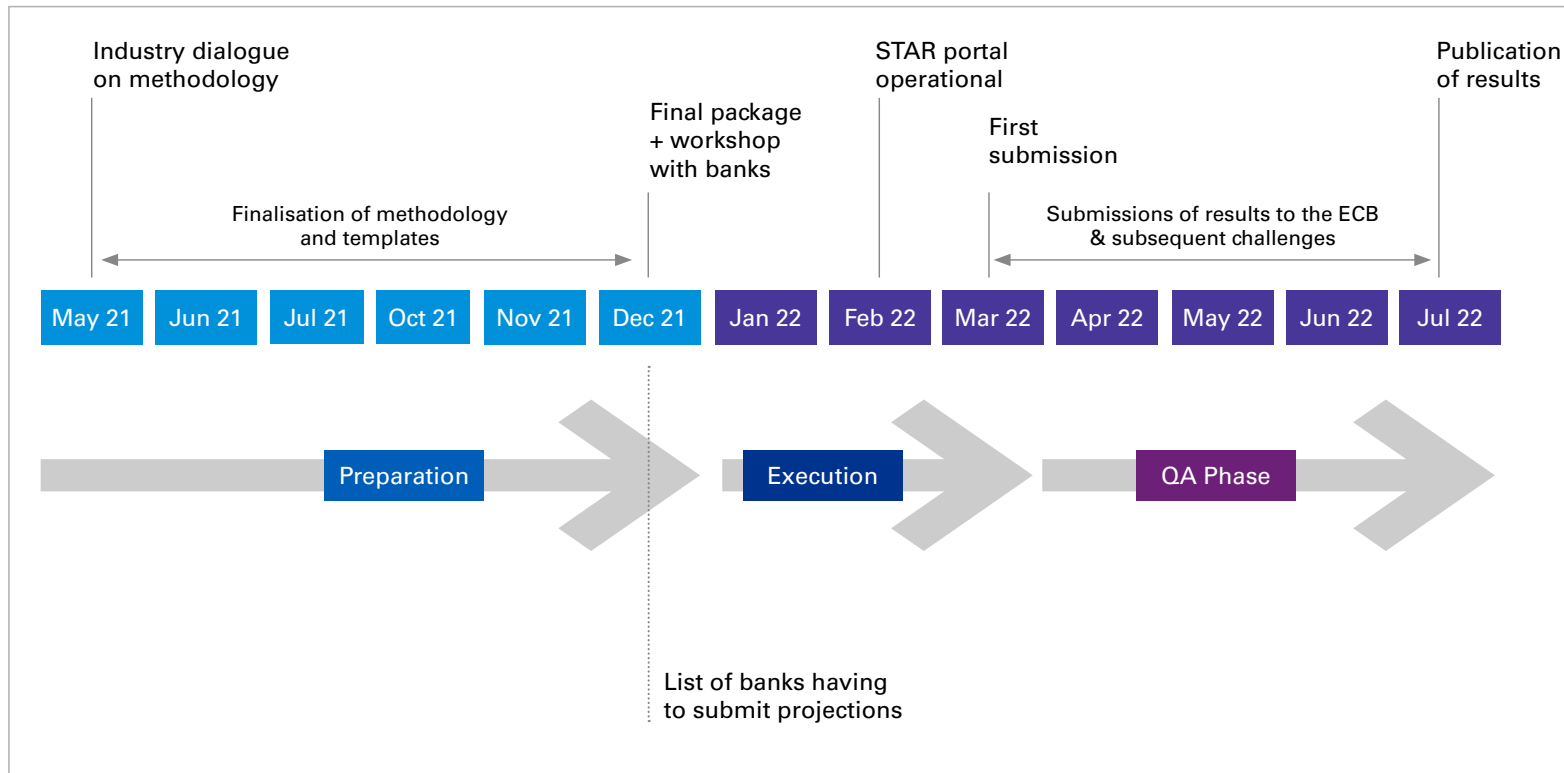 Industry dialogue
on methodology
STAR portal
operational
Publication
of results
Final package
+ workshop
with banks
First
submission
Finalisation of methodology
and templates
Submissions of results to the ECB
& subsequent challenges
May 21
Jun 21
Jul 21
Oct 21
Nov 21
Dec 21
Jan 22
Feb 22
Mar 22
Apr 22
May 22
Jun 22
Jul 22
Preparation
Execution
QA Phase
List of banks having
to submit projections